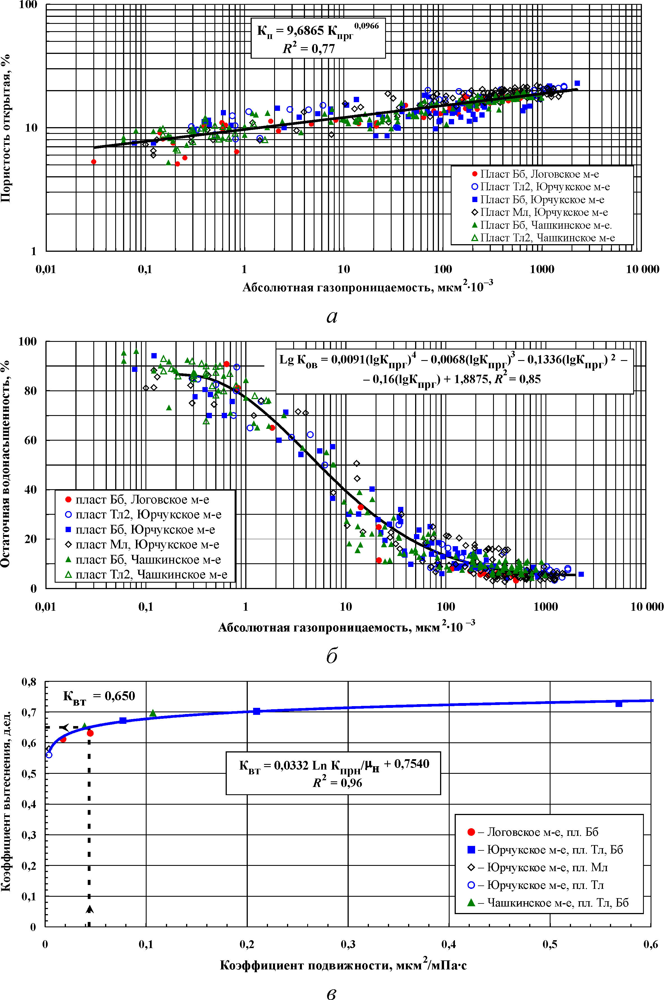 100
10
1
Пористость открытая, %
Кп = 9,6865 Кпрг^0,0966
R² = 0,77
Пласт Бб, Логовское м-е
Пласт Тл2, Юрчукское м-е
Пласт Бб, Юрчукское м-е
Пласт Мл, Юрчукское м-е
Пласт Бб, Чашкинское м-е.
Пласт Тл2, Чашкинское м-е
0,01 0,1 1 10 100 1000 10 000
Абсолютная газопроницаемость, мкм²·10⁻³
а
100
80
60
40
20
0
Остаточная водонасыщенность, %
Lg Ков = 0,0091(lgКпрг)⁴ – 0,0068(lgКпрг)³ – 0,1336(lgКпрг)² –
– 0,16(lgКпрг) + 1,8875, R² = 0,85
пласт Бб, Логовское м-е
пласт Тл2, Юрчукское м-е
пласт Бб, Юрчукское м-е
пласт Мл, Юрчукское м-е
пласт Бб, Чашкинское м-е
пласт Тл2, Чашкинское м-е
0,01 0,1 1 10 100 1000 10 000
Абсолютная газопроницаемость, мкм²·10⁻³
б
0,8
0,7
0,6
0,5
0,4
0,3
0,2
0,1
0
Коэффициент вытеснения, д.ед.
Квт = 0,650
Квт = 0,0332 Ln Кпрн/μн + 0,7540
R² = 0,96
– Логовское м-е, пл. Бб
– Юрчукское м-е, пл. Тл, Бб
– Юрчукское м-е, пл. Мл
– Юрчукское м-е, пл. Тл
– Чашкинское м-е, пл. Тл, Бб
0 0,1 0,2 0,3 0,4 0,5 0,6
Коэффициент подвижности, мкм²/мПа·с
в